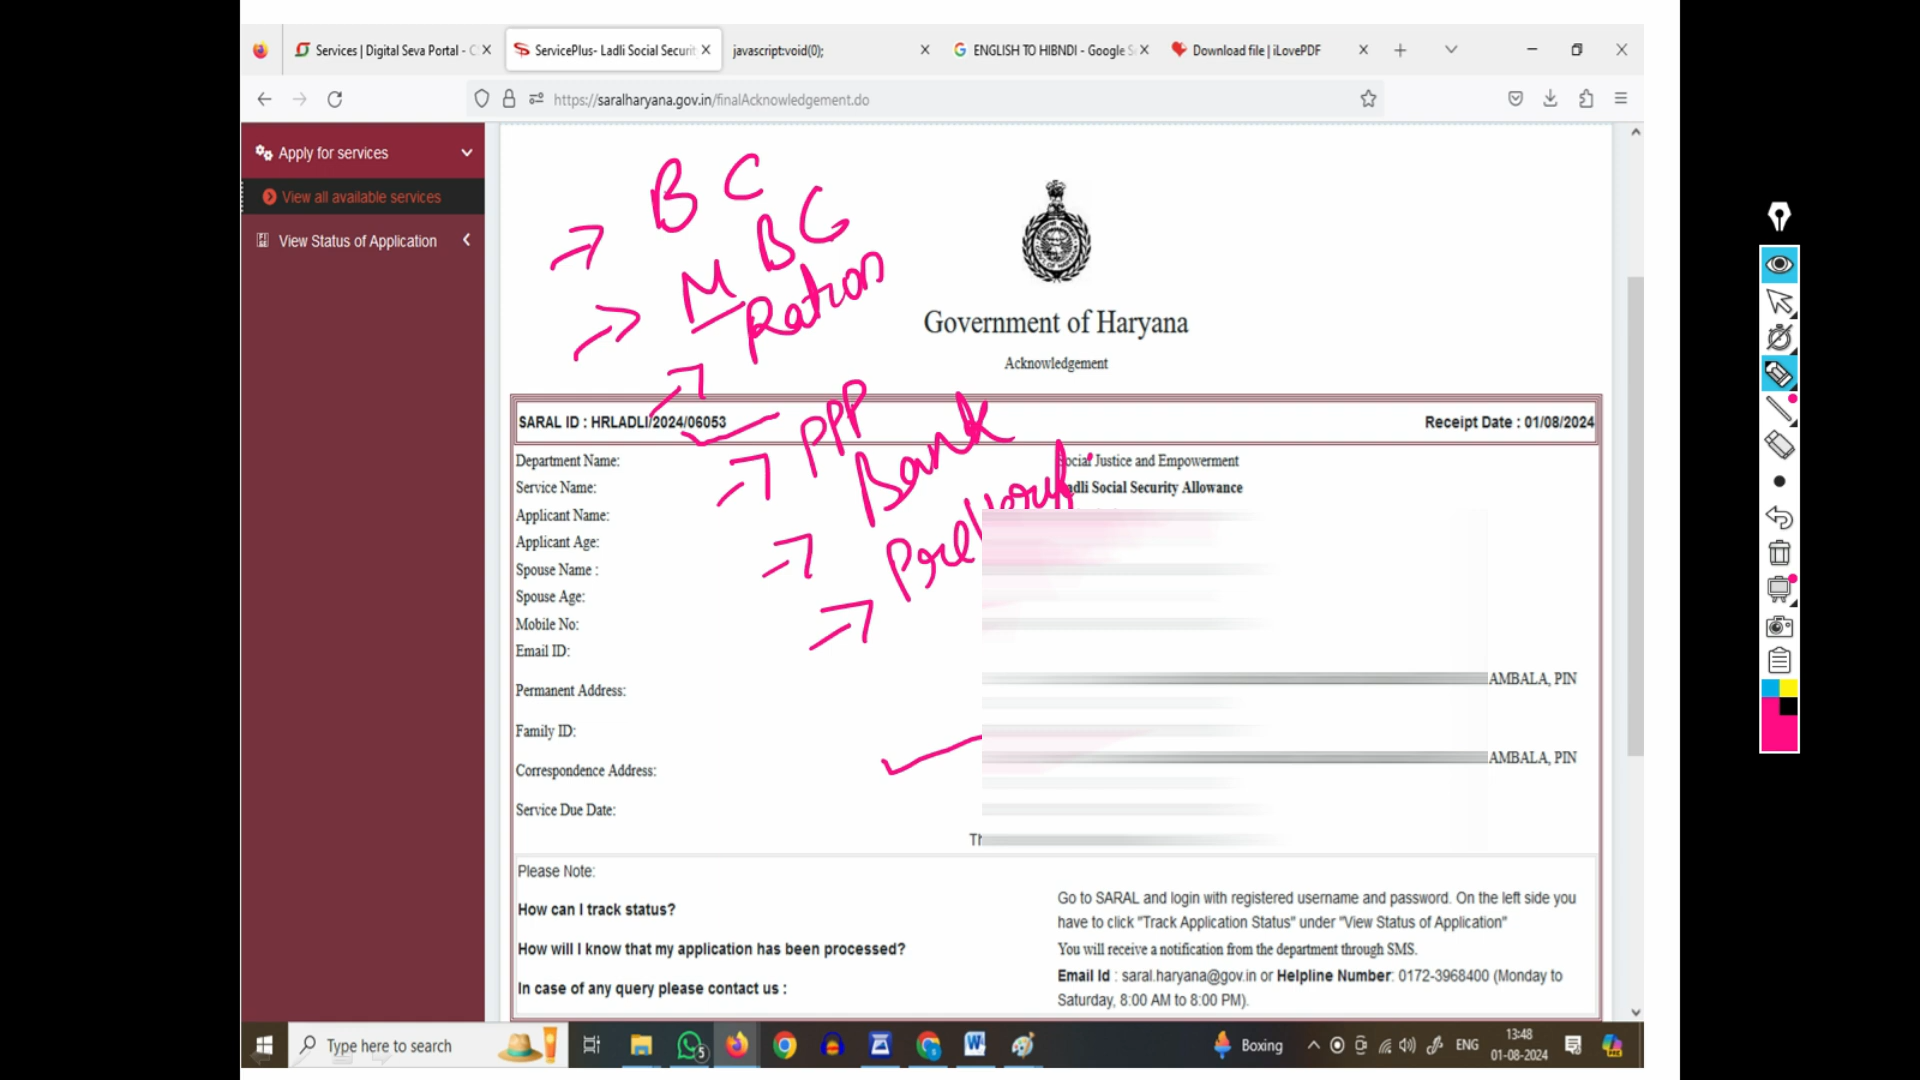 Services | Digital Seva Portal - C
ServicePlus- Ladli Social Securit
javascript:void(0);
ENGLISH TO HIBNDI - Google S
Download file | iLovePDF
https://saralharyana.gov.in/finalAcknowledgement.do
Apply for services
View all available services
View Status of Application
B C
B C
M
Ration
PPP
Bank
Government of Haryana
Acknowledgement
SARAL ID : HRLADLI/2024/06053
Receipt Date : 01/08/2024
Department Name: Social Justice and Empowerment
Service Name: adli Social Security Allowance
Applicant Name:
Applicant Age:
Spouse Name :
Spouse Age:
Mobile No:
Email ID:
Permanent Address: AMBALA, PIN
Family ID:
Correspondence Address: AMBALA, PIN
Service Due Date:
Please Note:
How can I track status? Go to SARAL and login with registered username and password. On the left side you
have to click "Track Application Status" under "View Status of Application"
How will I know that my application has been processed? You will receive a notification from the department through SMS.
In case of any query please contact us : Email Id : saral.haryana@gov.in or Helpline Number: 0172-3968400 (Monday to
Saturday, 8:00 AM to 8:00 PM).
Type here to search
5
Boxing
ENG
13:48
01-08-2024